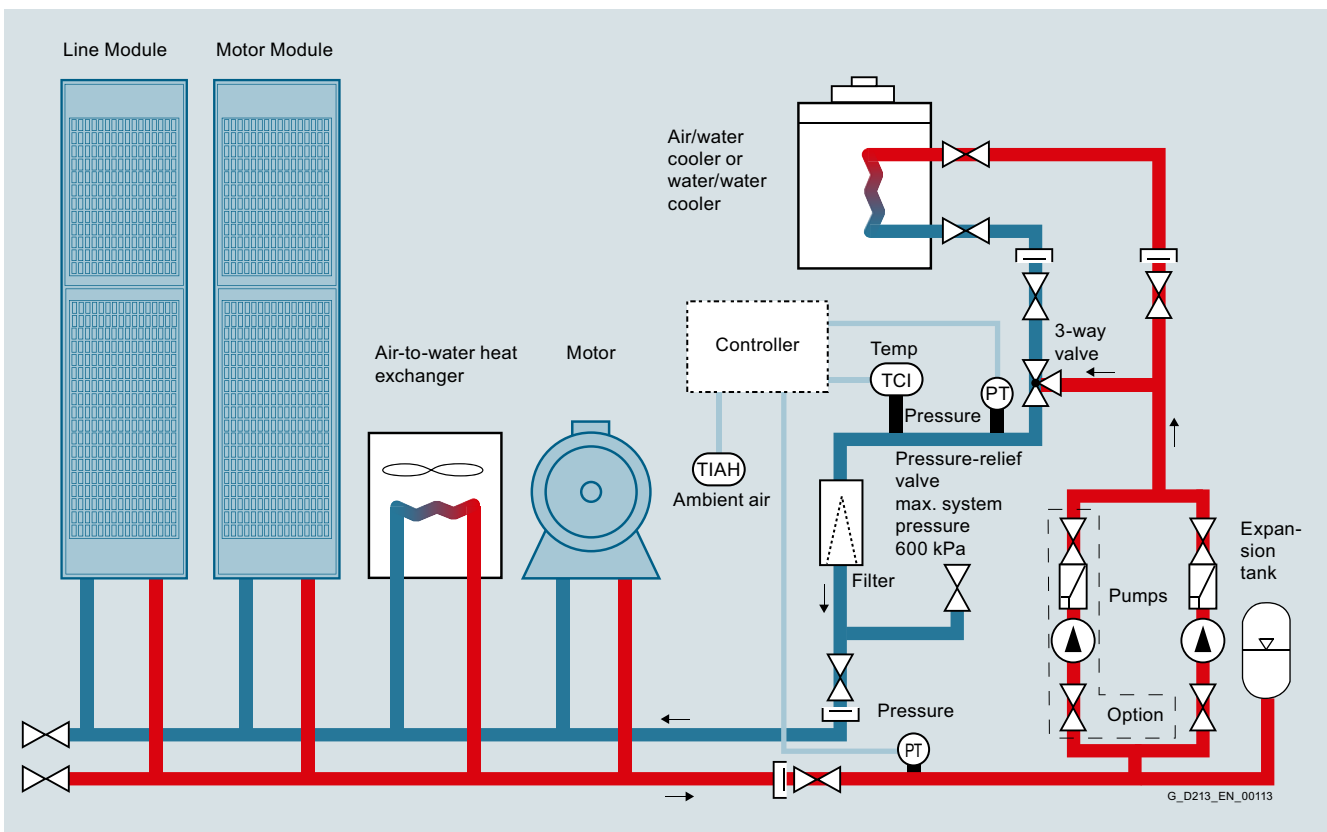 Line Module
Motor Module
Air/water
cooler or
water/water
cooler
3-way
valve
Controller
Temp
TCI
PT
Pressure
Air-to-water heat
exchanger
Motor
TIAH
Ambient air
Pressure-relief
valve
max. system
pressure
600 kPa
Filter
Expan-
sion
tank
Pumps
Option
Pressure
PT
G_D213_EN_00113